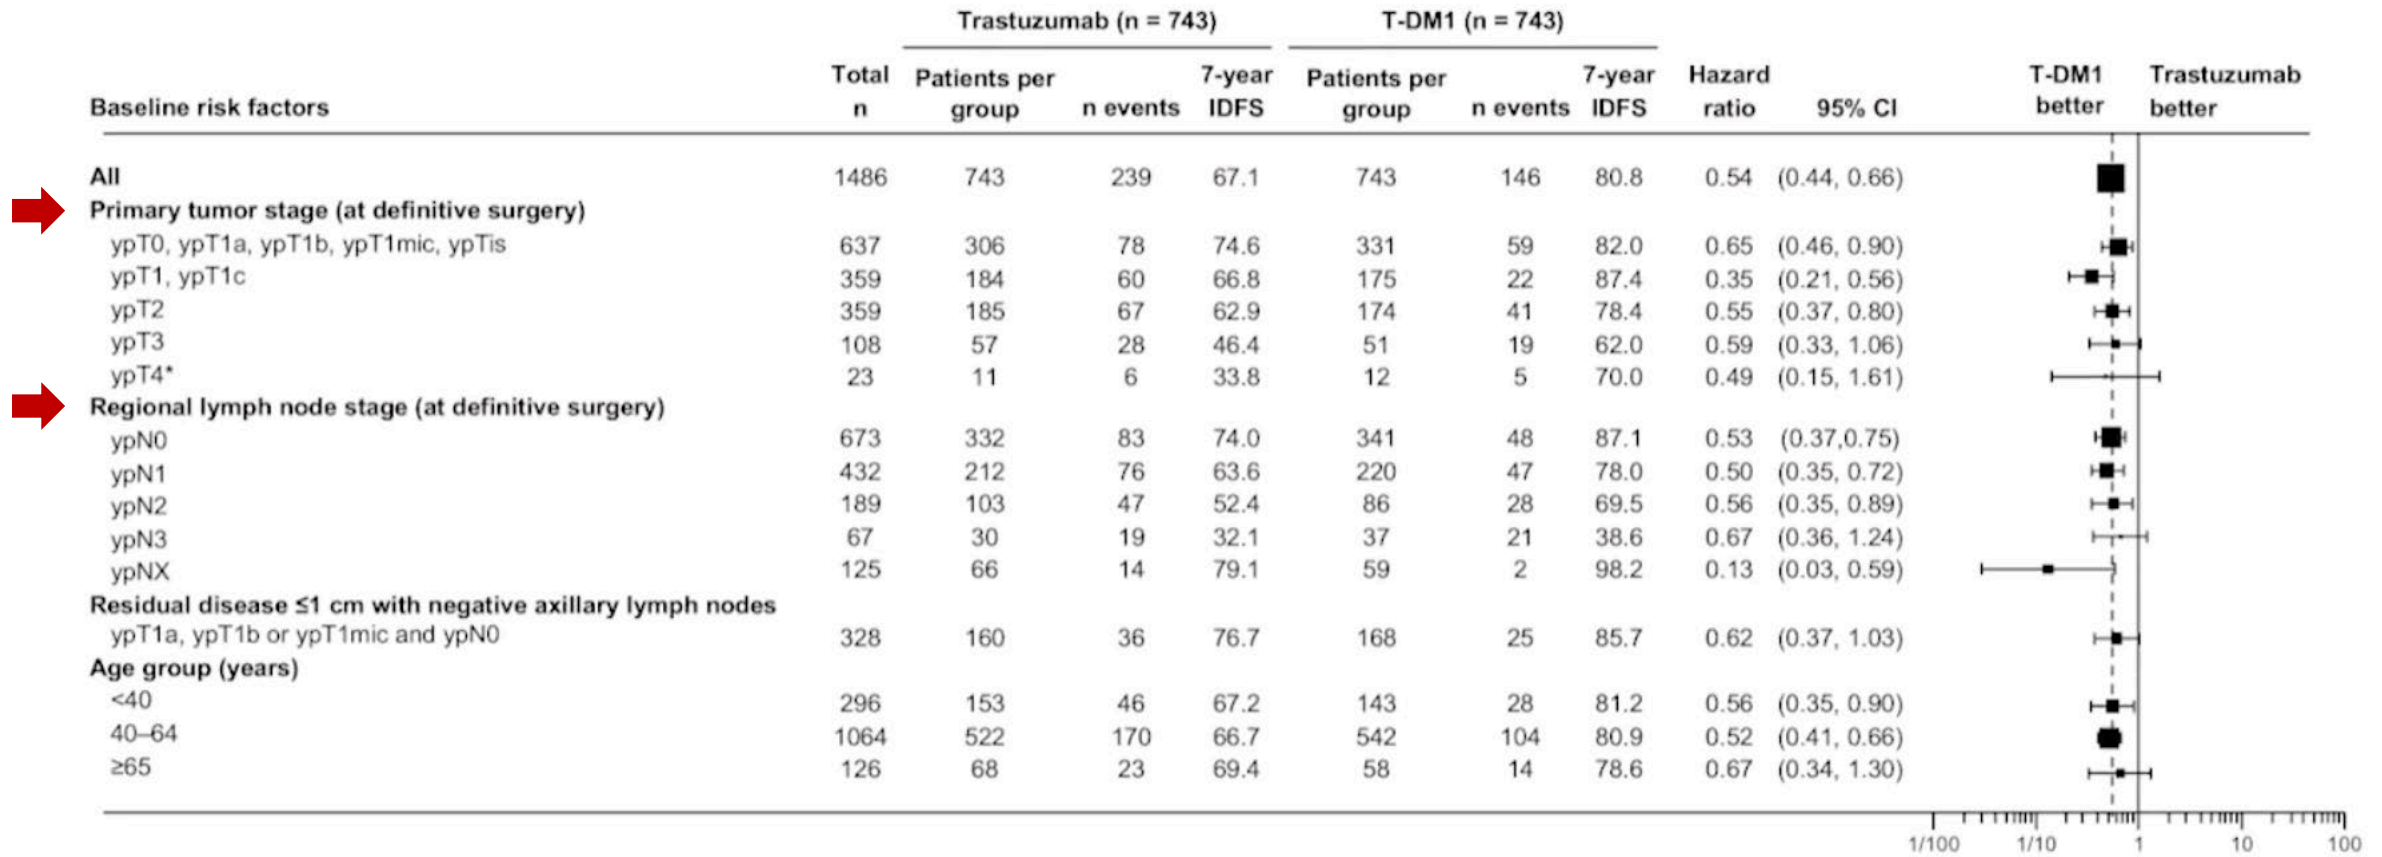 Trastuzumab (n = 743) T-DM1 (n = 743)
Total Patients per 7-year Patients per 7-year Hazard T-DM1 Trastuzumab
Baseline risk factors n group n events IDFS group n events IDFS ratio 95% CI better better
All 1486 743 239 67.1 743 146 80.8 0.54 (0.44, 0.66)
Primary tumor stage (at definitive surgery)
ypT0, ypT1a, ypT1b, ypT1mic, ypTis 637 306 78 74.6 331 59 82.0 0.65 (0.46, 0.90)
ypT1, ypT1c 359 184 60 66.8 175 22 87.4 0.35 (0.21, 0.56)
ypT2 359 185 67 62.9 174 41 78.4 0.55 (0.37, 0.80)
ypT3 108 57 28 46.4 51 19 62.0 0.59 (0.33, 1.06)
ypT4* 23 11 6 33.8 12 5 70.0 0.49 (0.15, 1.61)
Regional lymph node stage (at definitive surgery)
ypN0 673 332 83 74.0 341 48 87.1 0.53 (0.37,0.75)
ypN1 432 212 76 63.6 220 47 78.0 0.50 (0.35, 0.72)
ypN2 189 103 47 52.4 86 28 69.5 0.56 (0.35, 0.89)
ypN3 67 30 19 32.1 37 21 38.6 0.67 (0.36, 1.24)
ypNX 125 66 14 79.1 59 2 98.2 0.13 (0.03, 0.59)
Residual disease ≤1 cm with negative axillary lymph nodes
ypT1a, ypT1b or ypT1mic and ypN0 328 160 36 76.7 168 25 85.7 0.62 (0.37, 1.03)
Age group (years)
<40 296 153 46 67.2 143 28 81.2 0.56 (0.35, 0.90)
40–64 1064 522 170 66.7 542 104 80.9 0.52 (0.41, 0.66)
≥65 126 68 23 69.4 58 14 78.6 0.67 (0.34, 1.30)
1/100 1/10 1 10 100